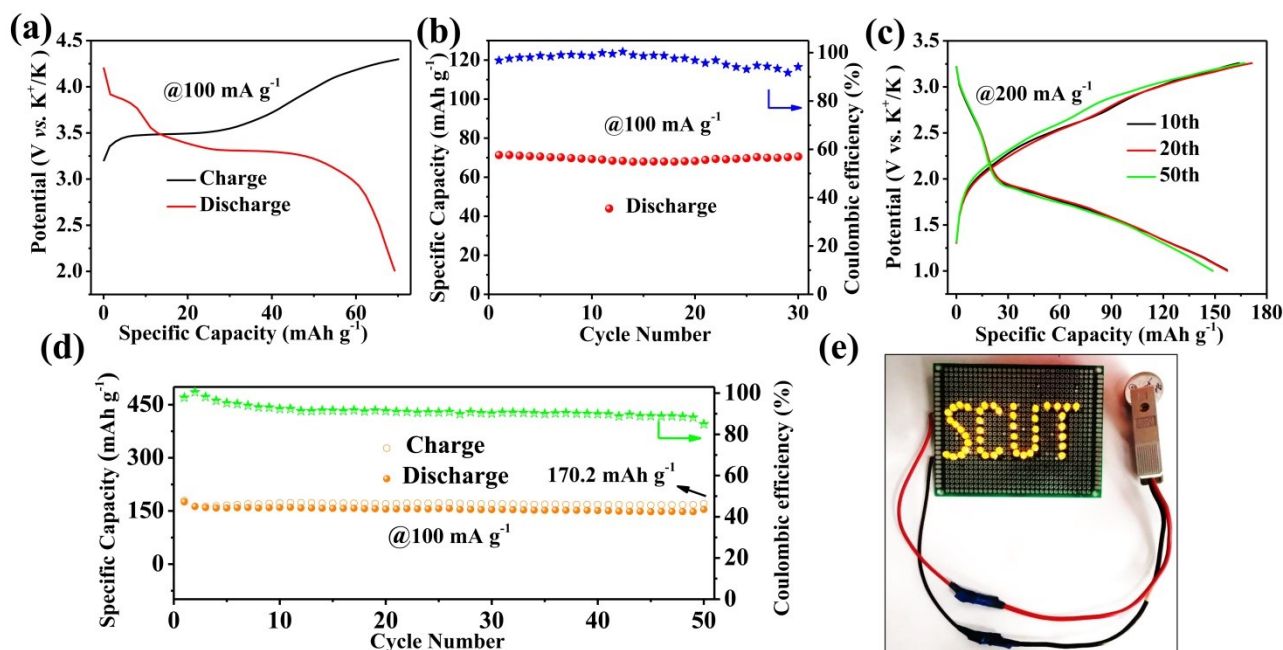 (a)
4.5
4.0
3.5
3.0
2.5
2.0
Potential (V vs. K⁺/K)
@100 mA g⁻¹
Charge
Discharge
0 20 40 60
Specific Capacity (mAh g⁻¹)
(b)
120
100
80
60
40
20
0
Specific Capacity (mAh g⁻¹)
@100 mA g⁻¹
Discharge
100
80
60
40
20
0
Coulombic efficiency (%)
0 10 20 30
Cycle Number
(c)
3.5
3.0
2.5
2.0
1.5
1.0
Potential (V vs. K⁺/K)
@200 mA g⁻¹
10th
20th
50th
0 30 60 90 120 150 180
Specific Capacity (mAh g⁻¹)
(d)
450
300
150
0
Specific Capacity (mAh g⁻¹)
Charge
Discharge
170.2 mAh g⁻¹
@100 mA g⁻¹
100
80
60
40
20
0
Coulombic efficiency (%)
0 10 20 30 40 50
Cycle Number
(e)
SCUT